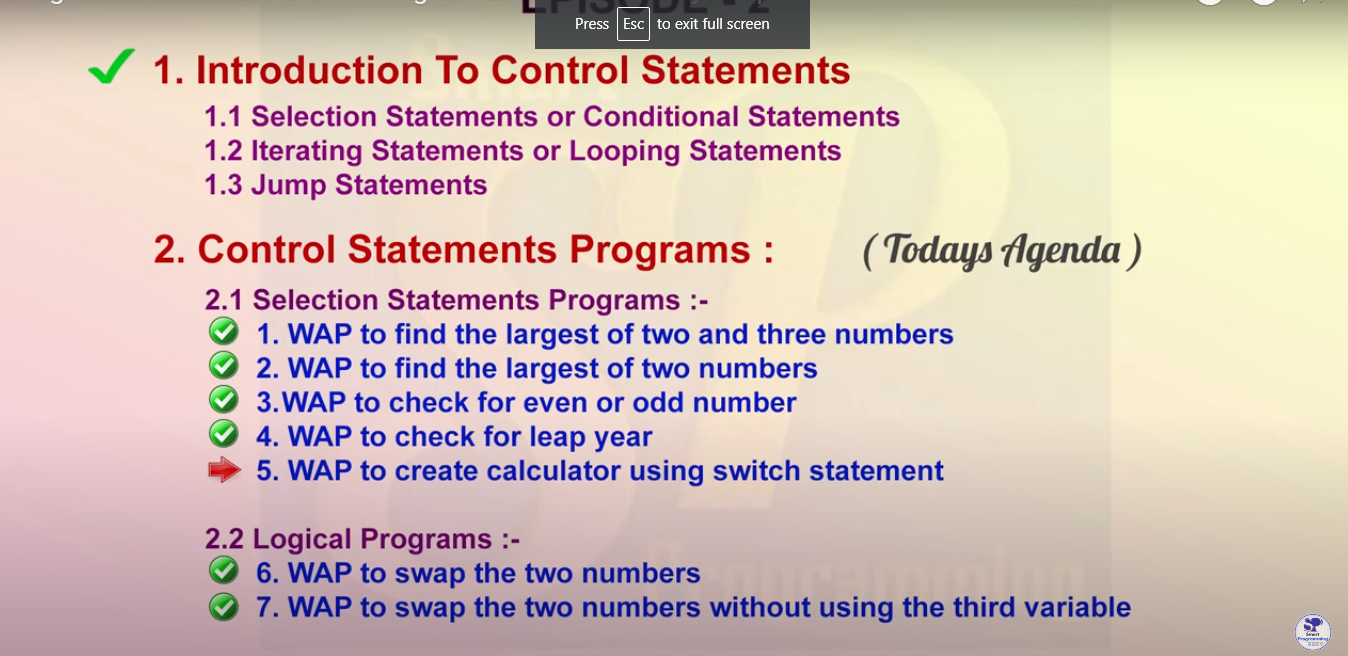 EPISODE - 2
Press Esc to exit full screen
1. Introduction To Control Statements
1.1 Selection Statements or Conditional Statements
1.2 Iterating Statements or Looping Statements
1.3 Jump Statements
2. Control Statements Programs :
( Todays Agenda )
2.1 Selection Statements Programs :-
1. WAP to find the largest of two and three numbers
2. WAP to find the largest of two numbers
3.WAP to check for even or odd number
4. WAP to check for leap year
5. WAP to create calculator using switch statement
2.2 Logical Programs :-
6. WAP to swap the two numbers
7. WAP to swap the two numbers without using the third variable
SP
Smart
Programming